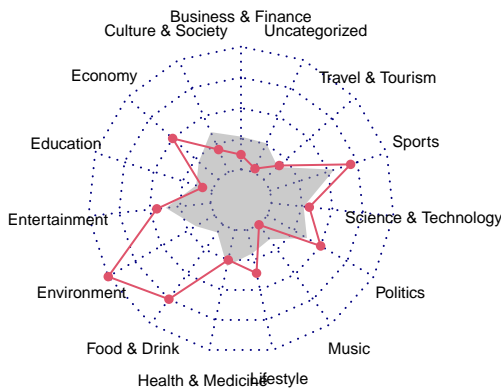 Business & Finance
Culture & Society
Uncategorized
Economy
Travel & Tourism
Education
Sports
Entertainment
Science & Technology
Environment
Politics
Food & Drink
Music
Health & Medicine
Lifestyle